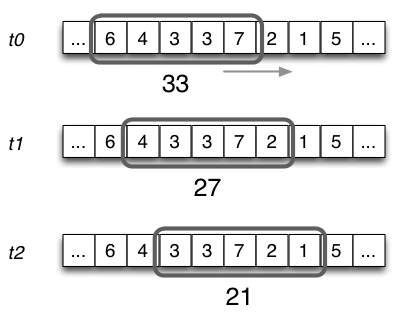 t0 ... 6 4 3 3 7 2 1 5 ...
33
t1 ... 6 4 3 3 7 2 1 5 ...
27
t2 ... 6 4 3 3 7 2 1 5 ...
21